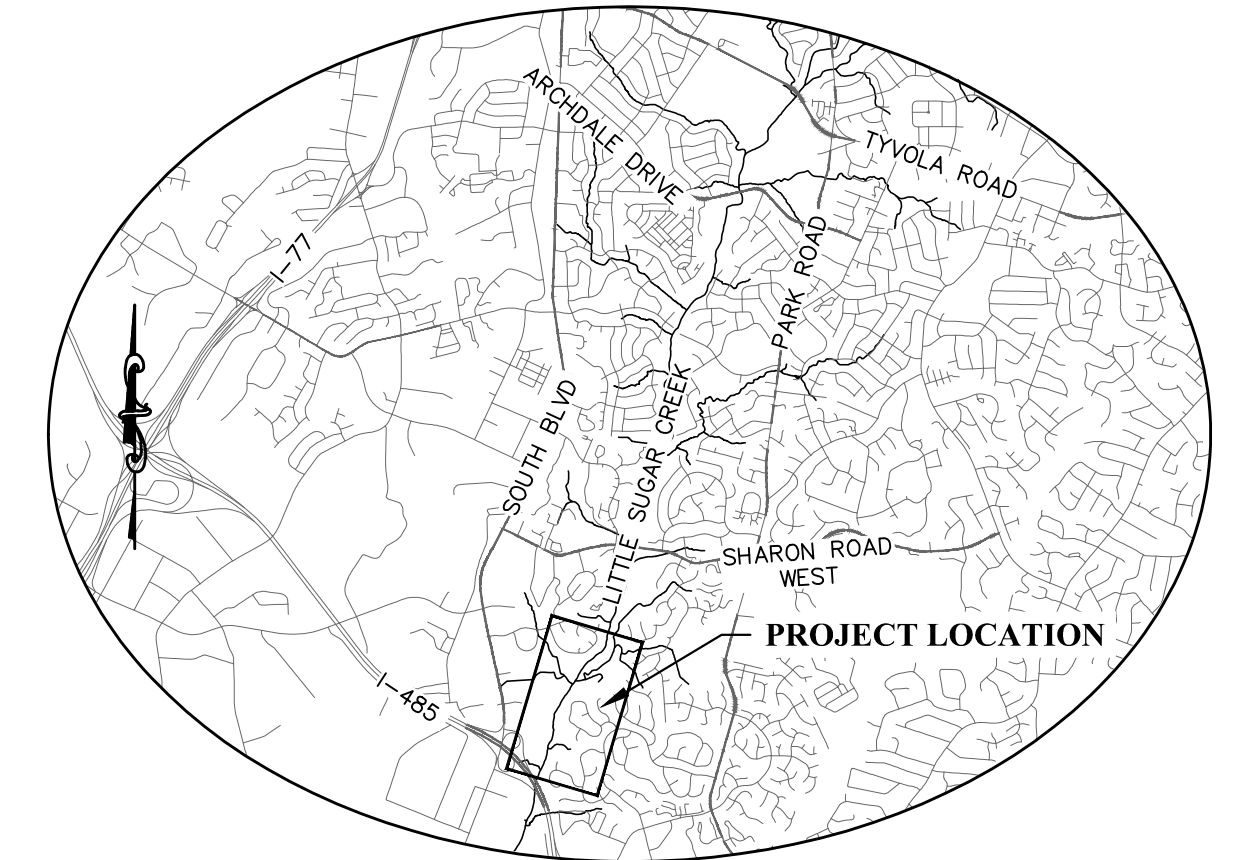 ARCHDALE DRIVE
TYVOLA ROAD
I-77
PARK ROAD
SOUTH BLVD
LITTLE SUGAR CREEK
SHARON ROAD
WEST
PROJECT LOCATION
I-485